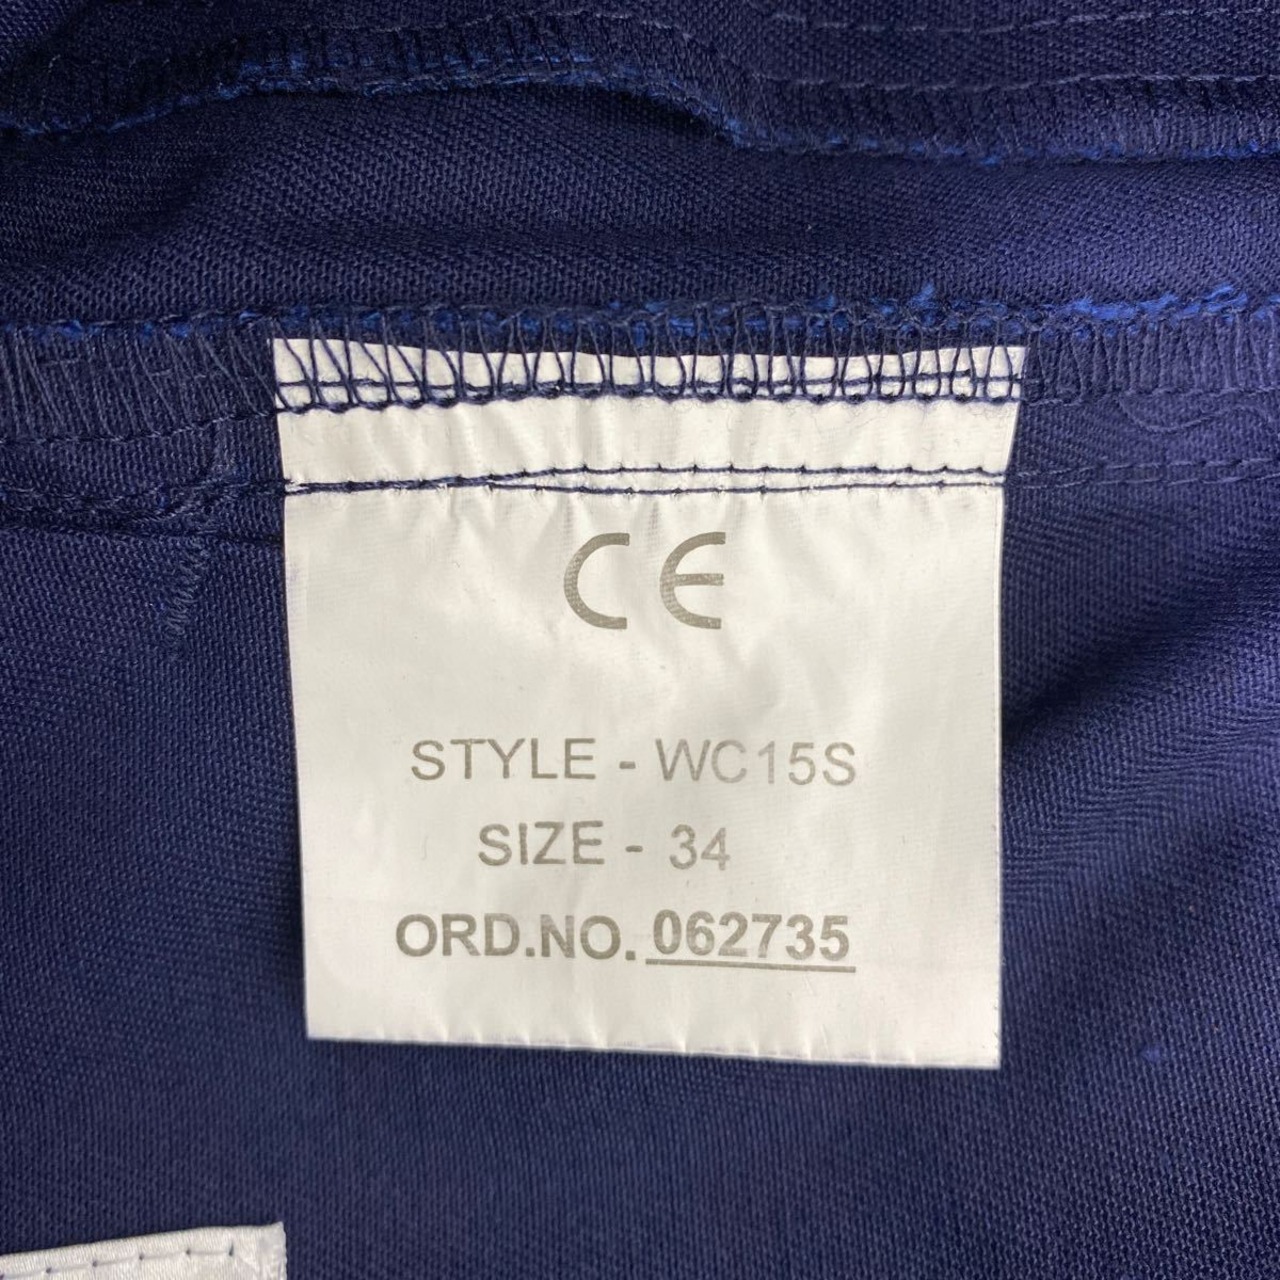 CE
STYLE - WC15S
SIZE - 34
ORD.NO. 062735